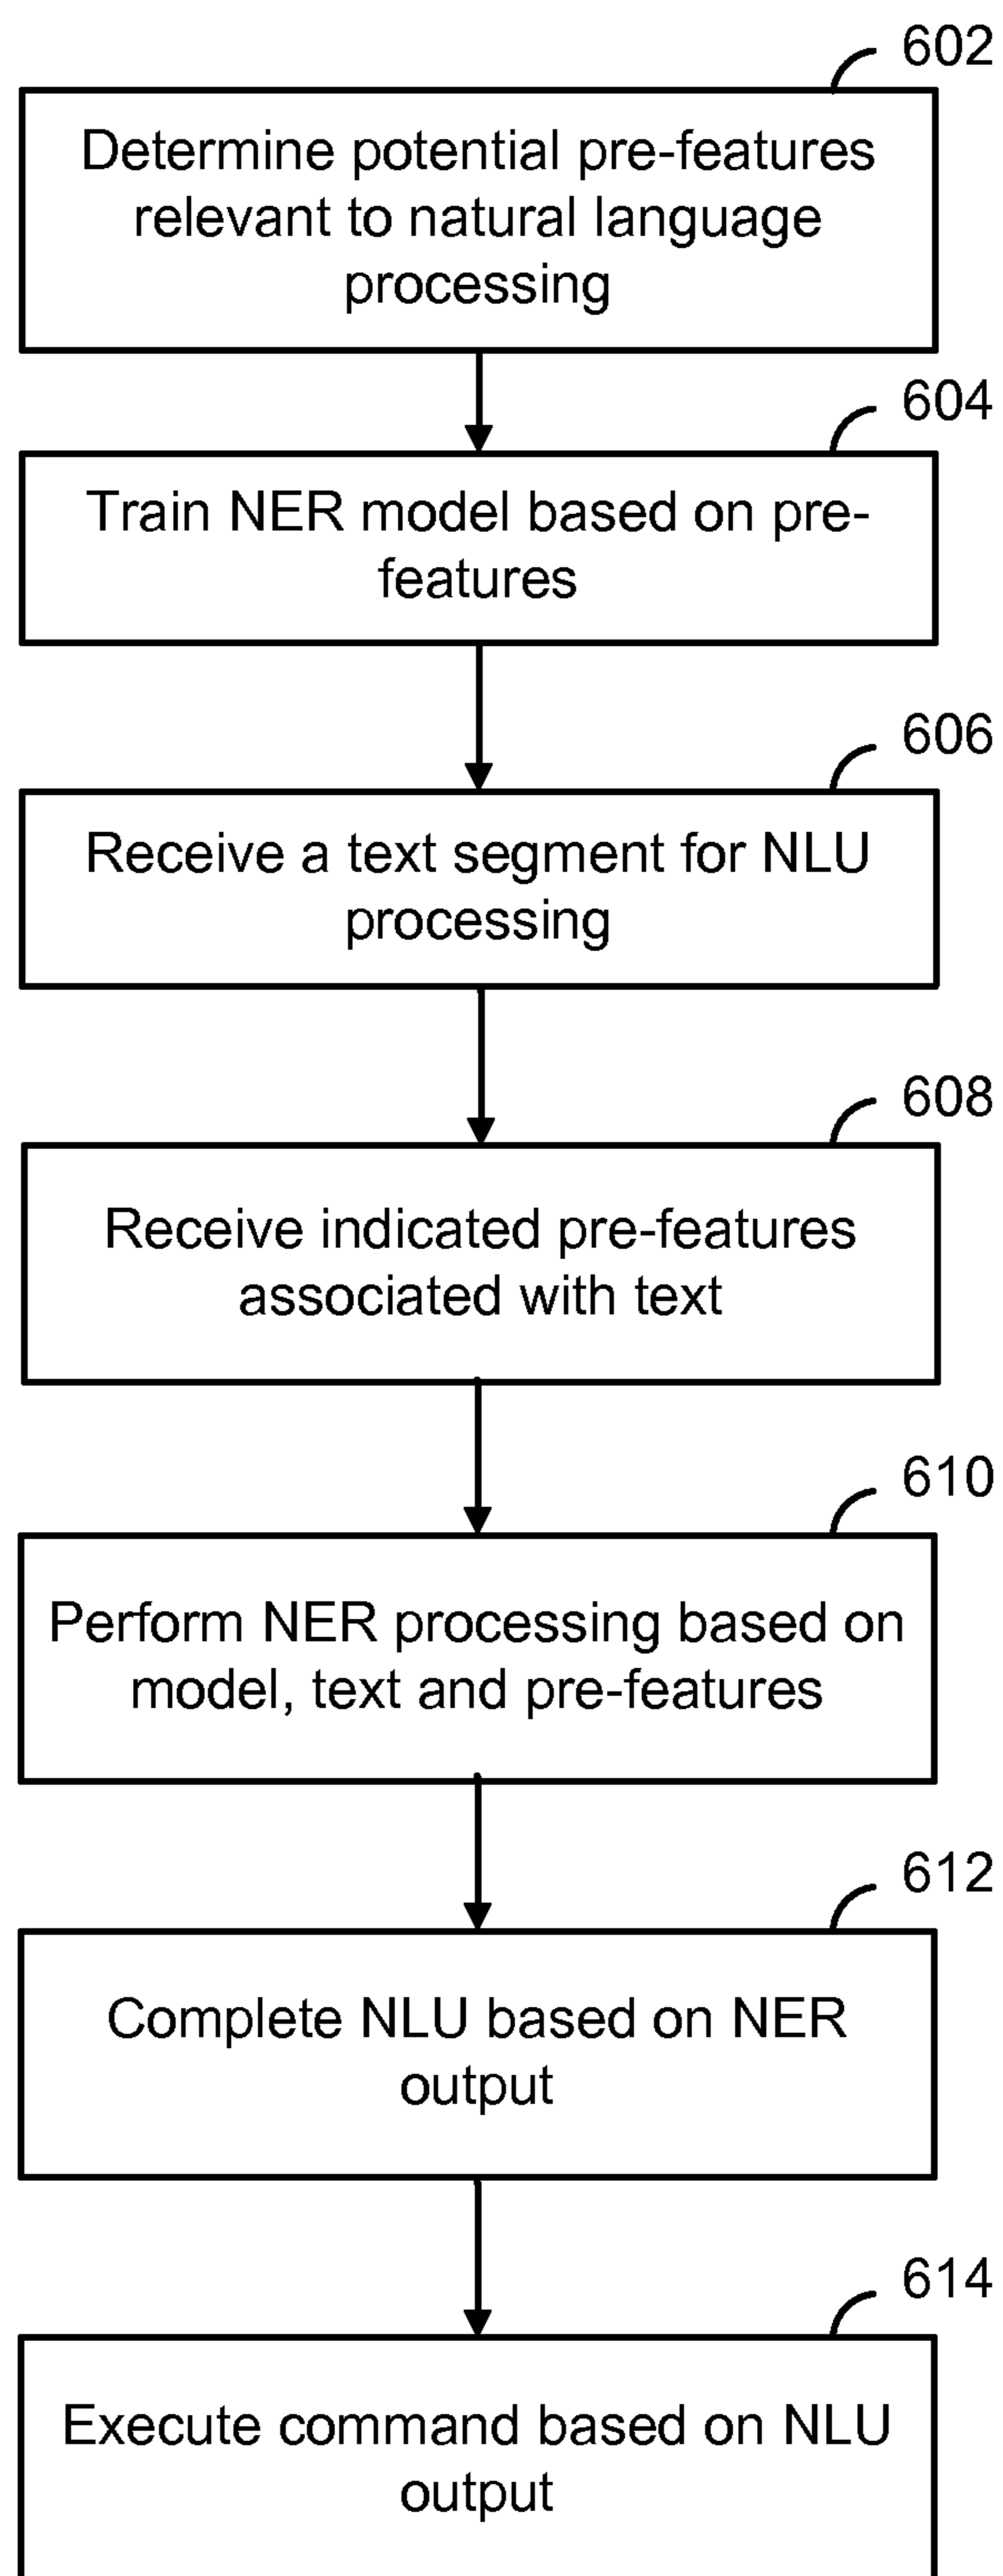 602
Determine potential pre-features
relevant to natural language
processing
604
Train NER model based on pre-
features
606
Receive a text segment for NLU
processing
608
Receive indicated pre-features
associated with text
610
Perform NER processing based on
model, text and pre-features
612
Complete NLU based on NER
output
614
Execute command based on NLU
output